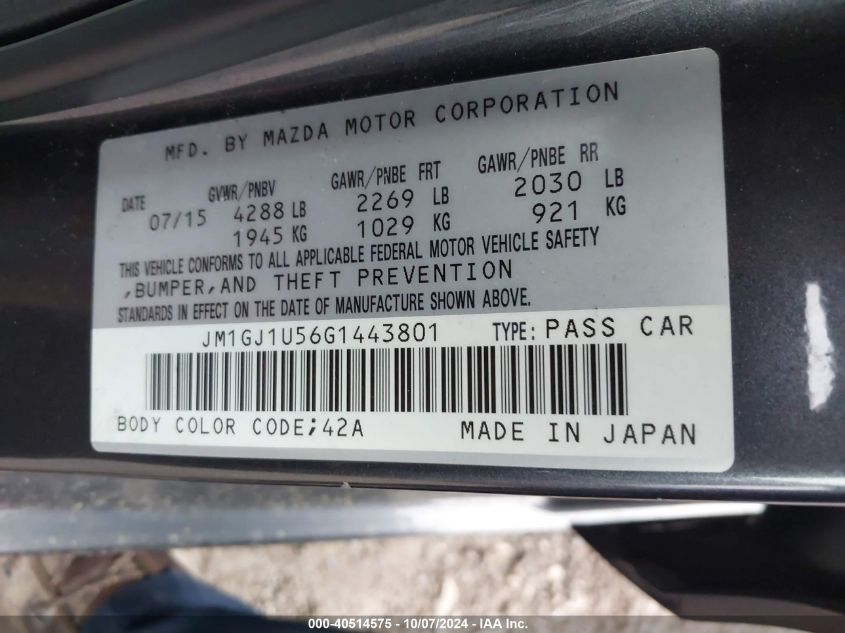 MFD. BY MAZDA MOTOR CORPORATION
DATE GVWR/PNBV GAWR/PNBE FRT GAWR/PNBE RR
07/15 4288 LB 2269 LB 2030 LB
1945 KG 1029 KG 921 KG
THIS VEHICLE CONFORMS TO ALL APPLICABLE FEDERAL MOTOR VEHICLE SAFETY
,BUMPER,AND THEFT PREVENTION
STANDARDS IN EFFECT ON THE DATE OF MANUFACTURE SHOWN ABOVE.
JM1GJ1U56G1443801 TYPE: PASS CAR
BODY COLOR CODE;42A MADE IN JAPAN
000-40514575 - 10/07/2024 - IAA Inc.